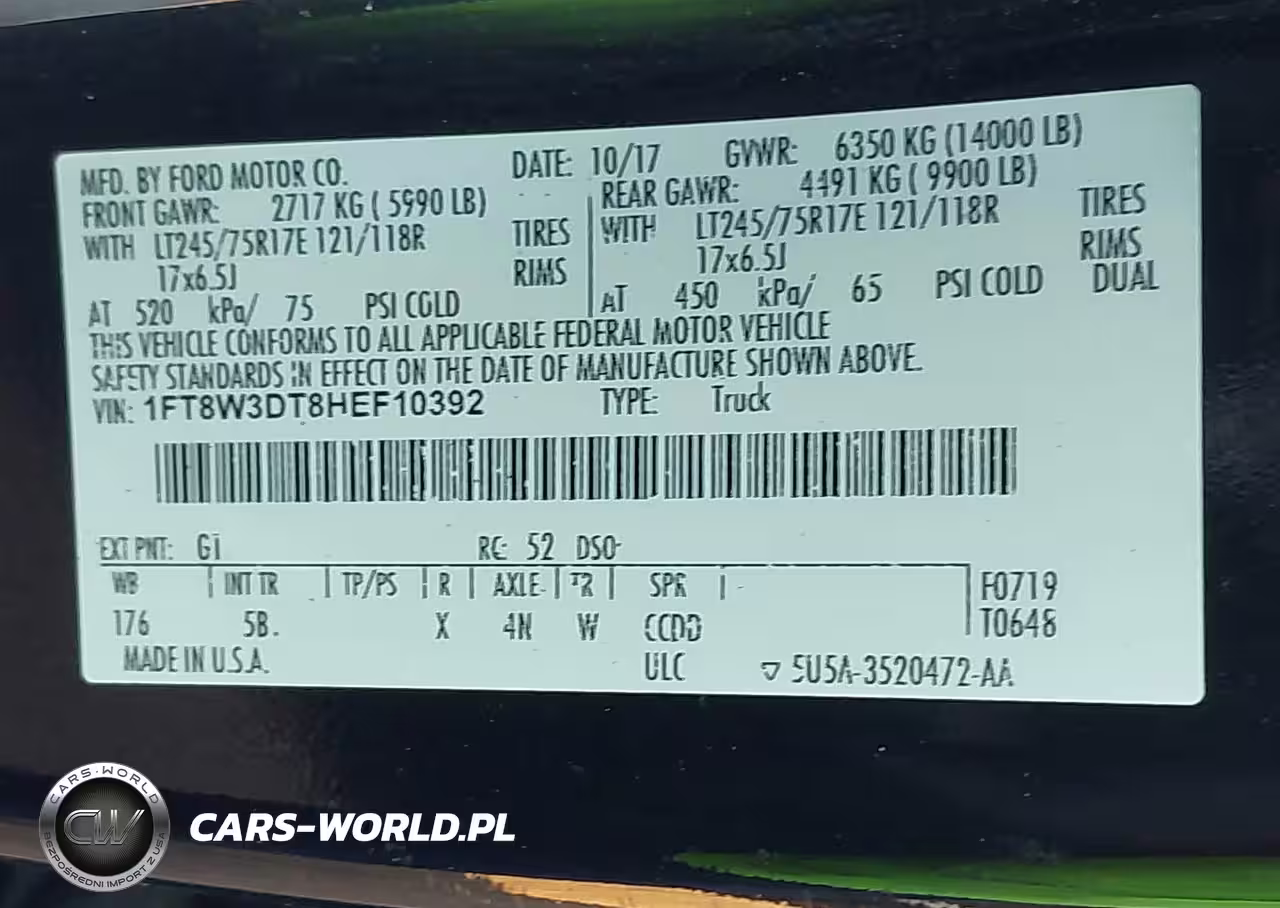 MFD. BY FORD MOTOR CO. DATE: 10/17 GVWR: 6350 KG (14000 LB)
FRONT GAWR: 2717 KG ( 5990 LB) REAR GAWR: 4491 KG ( 9900 LB)
WITH LT245/75R17E 121/118R TIRES WITH LT245/75R17E 121/118R TIRES
17x6.5J RIMS 17x6.5J RIMS
AT 520 kPa/ 75 PSI COLD AT 450 kPa/ 65 PSI COLD DUAL
THIS VEHICLE CONFORMS TO ALL APPLICABLE FEDERAL MOTOR VEHICLE
SAFETY STANDARDS IN EFFECT ON THE DATE OF MANUFACTURE SHOWN ABOVE.
VIN: 1FT8W3DT8HEF10392 TYPE: Truck
EXT PNT: G1 RC: 52 DSO:
WB INT TR TP/PS R AXLE TR SPR F0719
176 5B. X 4N W CCDD T0648
MADE IN U.S.A. ULC 5U5A-3520472-AA
CARS-WORLD
CW
BEZPOŚREDNI IMPORT Z USA
CARS-WORLD.PL